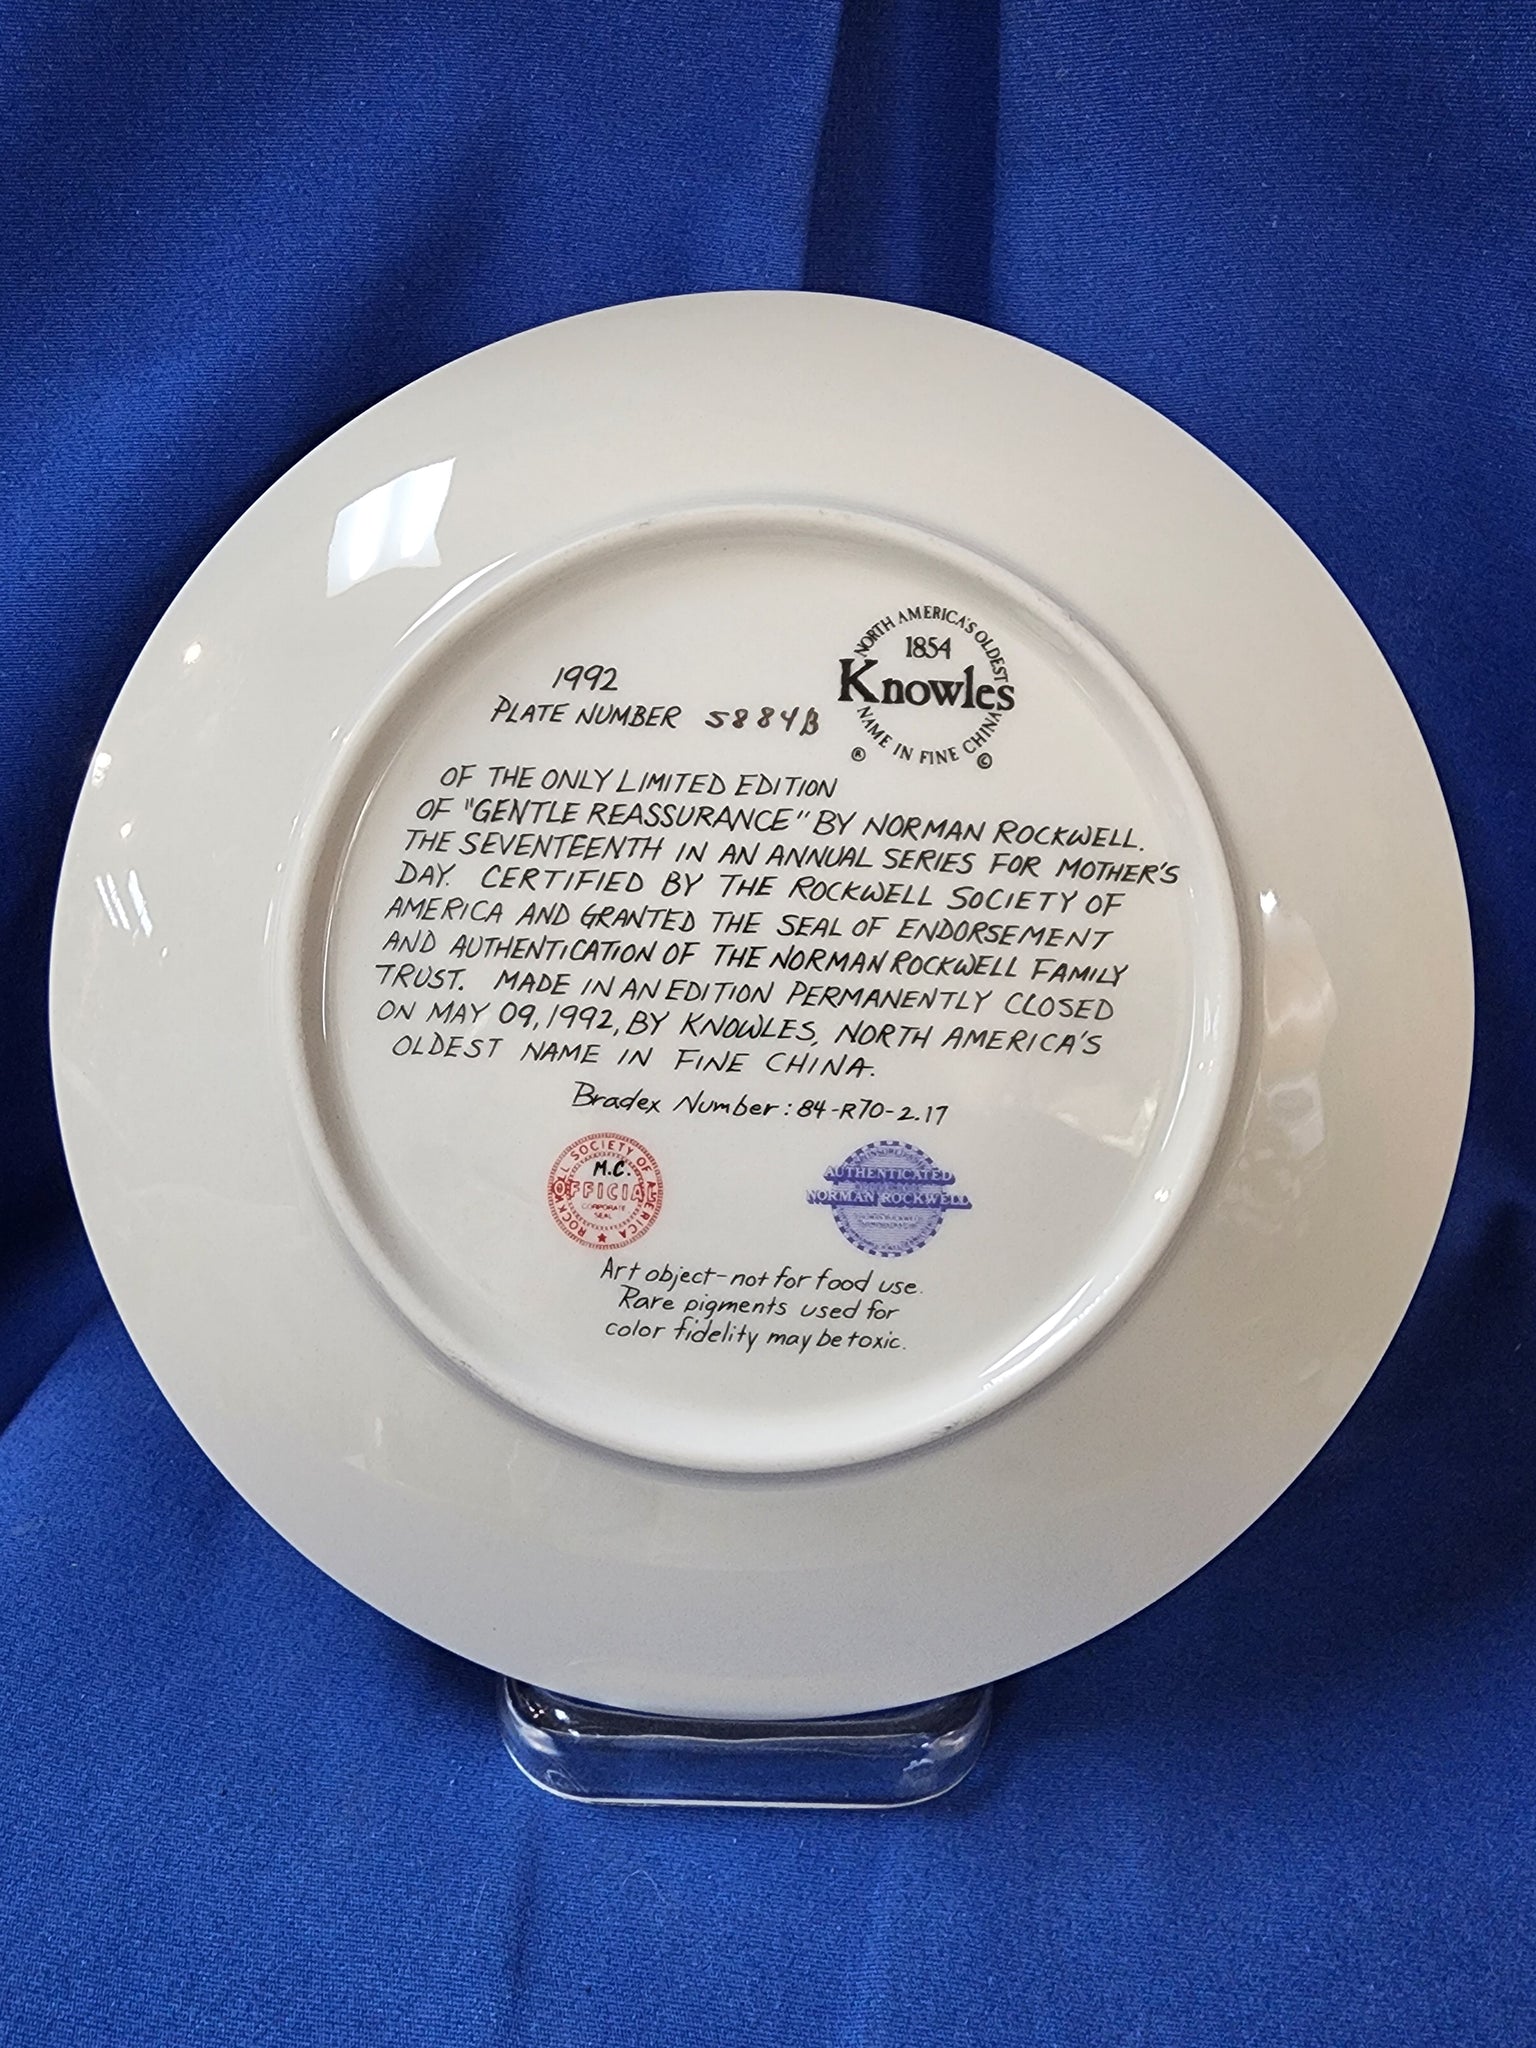 NORTH AMERICA'S OLDEST
1854
Knowles
NAME IN FINE CHINA
® ©
1992
PLATE NUMBER 5884B
OF THE ONLY LIMITED EDITION
OF "GENTLE REASSURANCE" BY NORMAN ROCKWELL.
THE SEVENTEENTH IN AN ANNUAL SERIES FOR MOTHER'S
DAY. CERTIFIED BY THE ROCKWELL SOCIETY OF
AMERICA AND GRANTED THE SEAL OF ENDORSEMENT
AND AUTHENTICATION OF THE NORMAN ROCKWELL FAMILY
TRUST. MADE IN AN EDITION PERMANENTLY CLOSED
ON MAY 09, 1992, BY KNOWLES, NORTH AMERICA'S
OLDEST NAME IN FINE CHINA.
Bradex Number: 84-R70-2.17
ROCKWELL SOCIETY OF AMERICA
M.C.
OFFICIAL
CORPORATE
SEAL
AUTHENTICATED
NORMAN ROCKWELL
Art object-not for food use.
Rare pigments used for
color fidelity may be toxic.